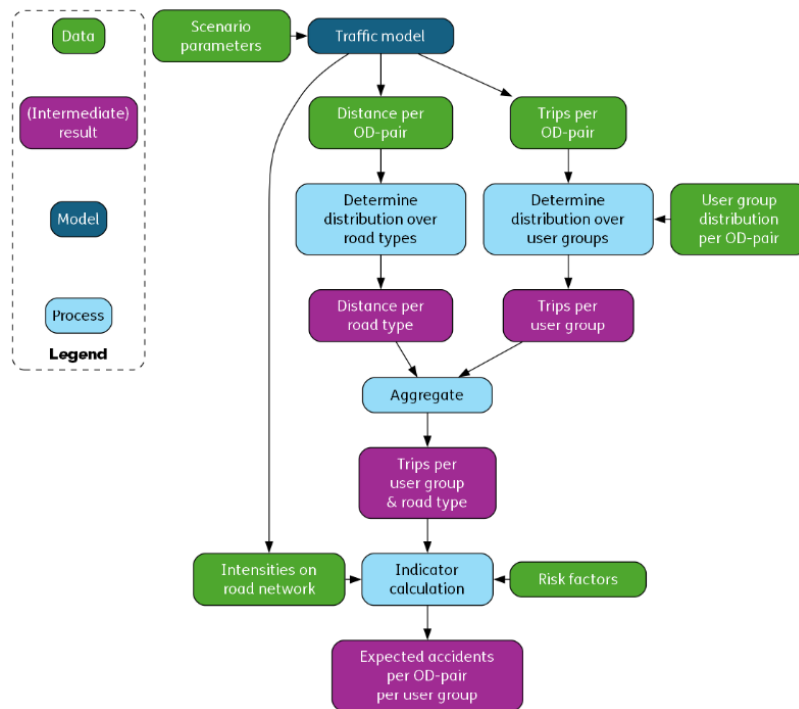 Data
(Intermediate)
result
Model
Process
Legend
Scenario
parameters
Traffic model
Distance per
OD-pair
Trips per
OD-pair
Determine
distribution over
road types
Determine
distribution over
user groups
User group
distribution
per OD-pair
Distance per
road type
Trips per
user group
Aggregate
Trips per
user group
& road type
Intensities on
road network
Indicator
calculation
Risk factors
Expected accidents
per OD-pair
per user group